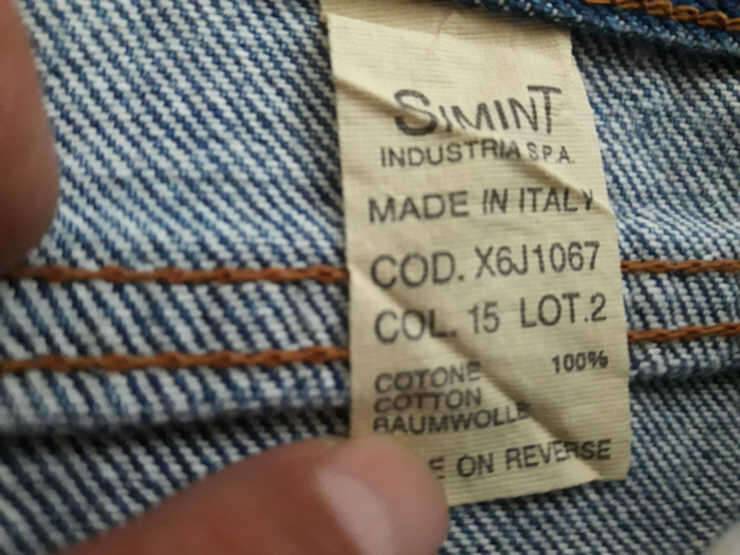 SIMINT
INDUSTRIA S.P.A.
MADE IN ITALY
COD. X6J1067
COL. 15 LOT.2
COTONE 100%
COTTON
BAUMWOLLE
ON REVERSE